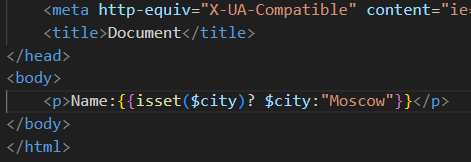 <meta http-equiv="X-UA-Compatible" content="ie=
<title>Document</title>
</head>
<body>
<p>Name:{{isset($city)? $city:"Moscow"}}</p>
</body>
</html>